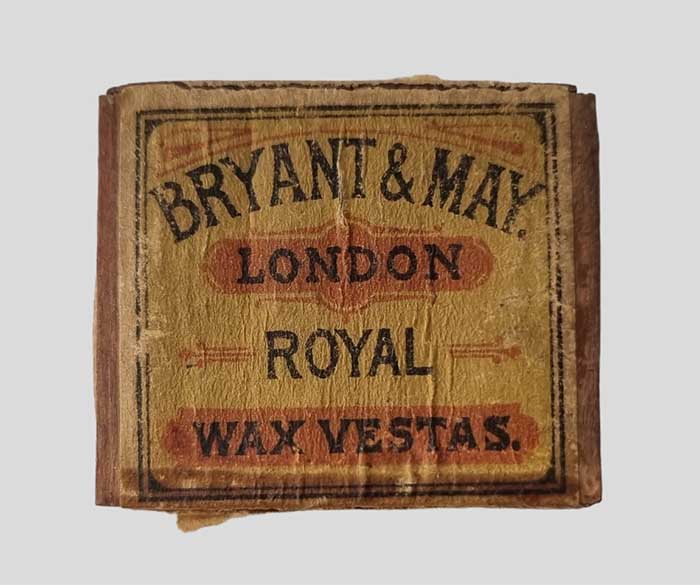 BRYANT & MAY.
LONDON
ROYAL
WAX VESTAS.